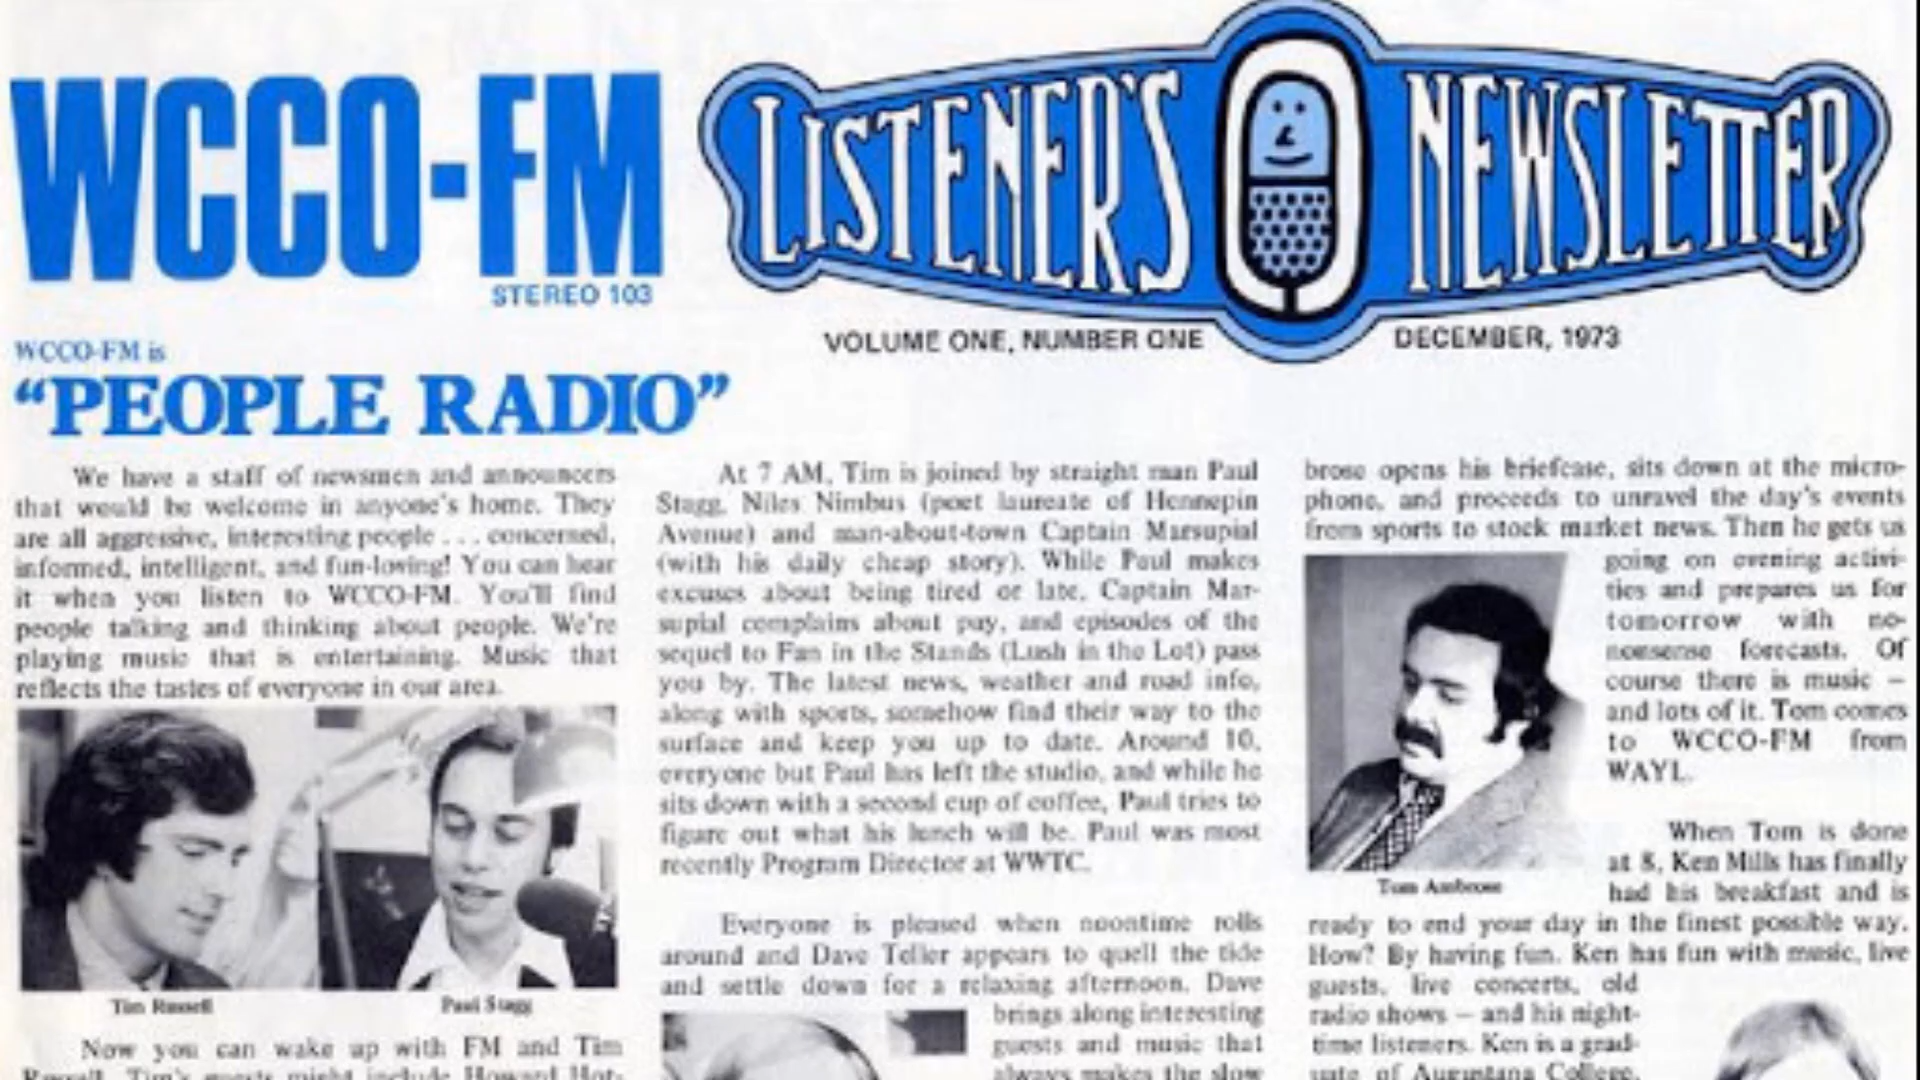 WCCO-FM
STEREO 103
LISTENER'S NEWSLETTER
VOLUME ONE, NUMBER ONE
DECEMBER, 1973
WCCO-FM is
“PEOPLE RADIO”
We have a staff of newsmen and announcers
that would be welcome in anyone's home. They
are all aggressive, interesting people . . . concerned,
informed, intelligent, and fun-loving! You can hear
it when you listen to WCCO-FM. You'll find
people talking and thinking about people. We're
playing music that is entertaining. Music that
reflects the tastes of everyone in our area.
Tim Russell
Paul Stagg
Now you can wake up with FM and Tim
Russell. Tim's guests might include Howard Hot-
At 7 AM, Tim is joined by straight man Paul
Stagg, Niles Nimbus (poet laureate of Hennepin
Avenue) and man-about-town Captain Marsupial
(with his daily cheap story). While Paul makes
excuses about being tired or late, Captain Mar-
supial complains about pay, and episodes of the
sequel to Fan in the Stands (Lush in the Lot) pass
you by. The latest news, weather and road info,
along with sports, somehow find their way to the
surface and keep you up to date. Around 10,
everyone but Paul has left the studio, and while he
sits down with a second cup of coffee, Paul tries to
figure out what his lunch will be. Paul was most
recently Program Director at WWTC.
Everyone is pleased when noontime rolls
around and Dave Teller appears to quell the tide
and settle down for a relaxing afternoon. Dave
brings along interesting
guests and music that
always makes the slow
brose opens his briefcase, sits down at the micro-
phone, and proceeds to unravel the day's events
from sports to stock market news. Then he gets us
going on evening activi-
ties and prepares us for
tomorrow with no-
nonsense forecasts. Of
course there is music –
and lots of it. Tom comes
to WCCO-FM from
WAYL.
Tom Ambrose
When Tom is done
at 8, Ken Mills has finally
had his breakfast and is
ready to end your day in the finest possible way.
How? By having fun. Ken has fun with music, live
guests, live concerts, old
radio shows – and his night-
time listeners. Ken is a grad-
uate of Augustana College,